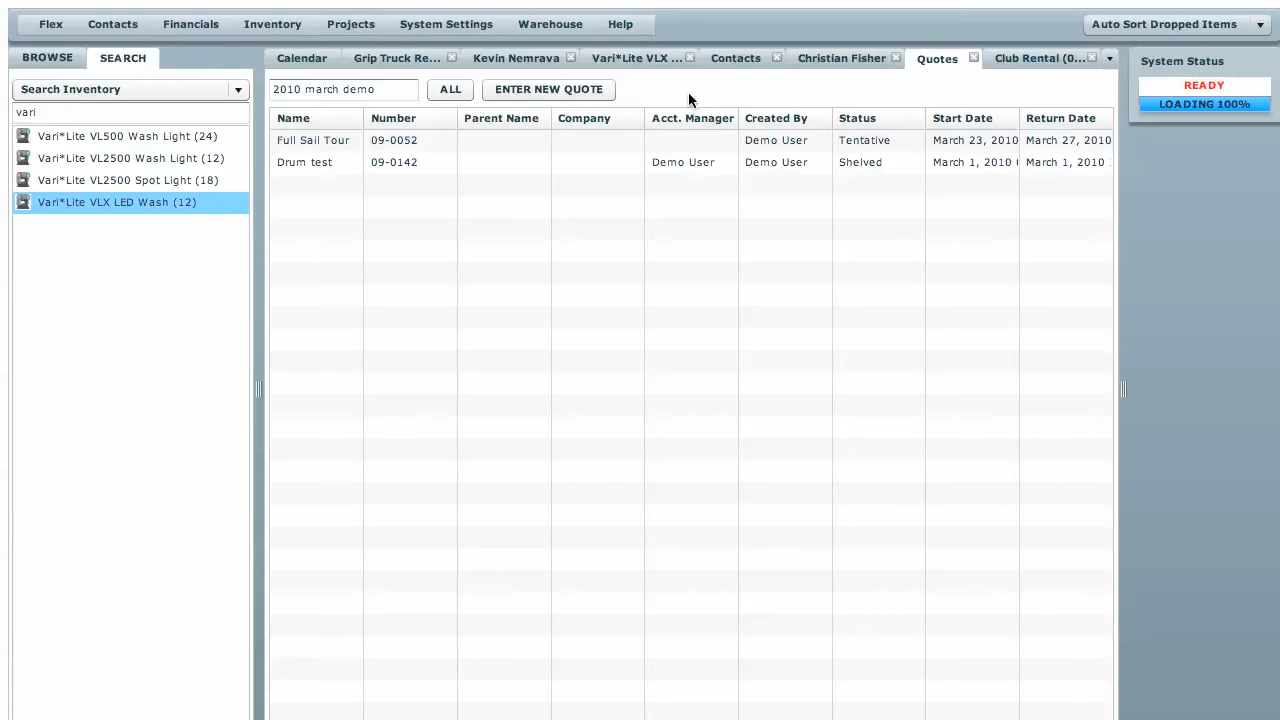 Flex Contacts Financials Inventory Projects System Settings Warehouse Help Auto Sort Dropped Items
BROWSE SEARCH
Calendar Grip Truck Re... Kevin Nemrava Vari*Lite VLX ... Contacts Christian Fisher Quotes Club Rental (0...
System Status
READY
LOADING 100%
Search Inventory
vari
Vari*Lite VL500 Wash Light (24)
Vari*Lite VL2500 Wash Light (12)
Vari*Lite VL2500 Spot Light (18)
Vari*Lite VLX LED Wash (12)
2010 march demo ALL ENTER NEW QUOTE
Name Number Parent Name Company Acct. Manager Created By Status Start Date Return Date
Full Sail Tour 09-0052 Demo User Tentative March 23, 2010 March 27, 2010
Drum test 09-0142 Demo User Demo User Shelved March 1, 2010 March 1, 2010